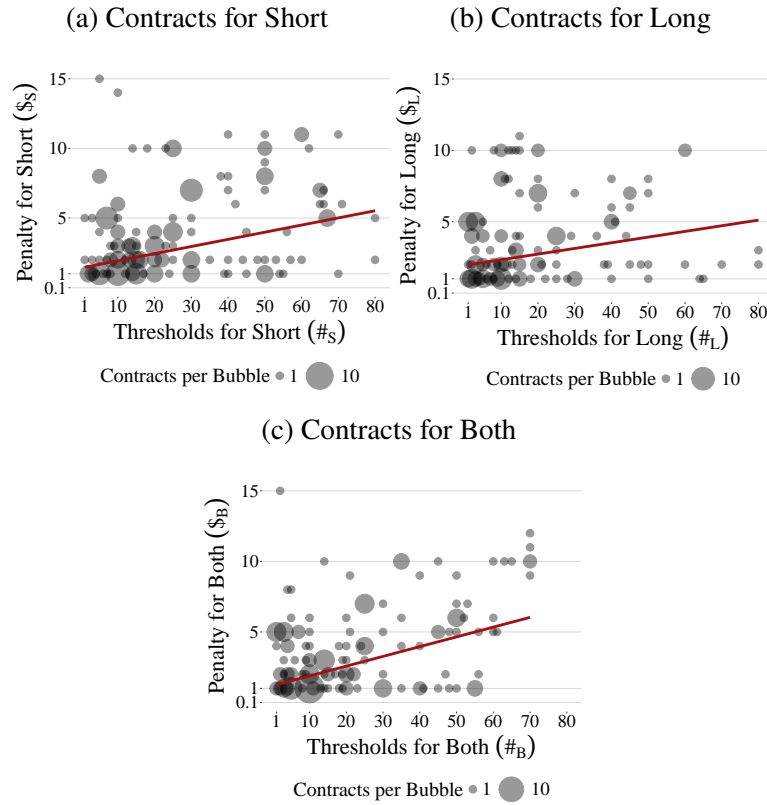 (a) Contracts for Short
Penalty for Short ($S)
15
10
5
1
0.1
1 10 20 30 40 50 60 70 80
Thresholds for Short (#S)
Contracts per Bubble 1 10
(b) Contracts for Long
Penalty for Long ($L)
15
10
5
1
0.1
1 10 20 30 40 50 60 70 80
Thresholds for Long (#L)
Contracts per Bubble 1 10
(c) Contracts for Both
Penalty for Both ($B)
15
10
5
1
0.1
1 10 20 30 40 50 60 70 80
Thresholds for Both (#B)
Contracts per Bubble 1 10